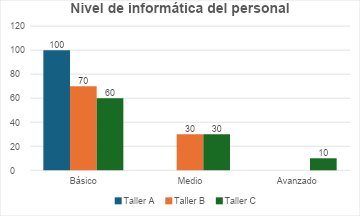 Nivel de informática del personal
120
100
80
60
40
20
0
100
70
60
30
30
10
Básico
Medio
Avanzado
Taller A
Taller B
Taller C